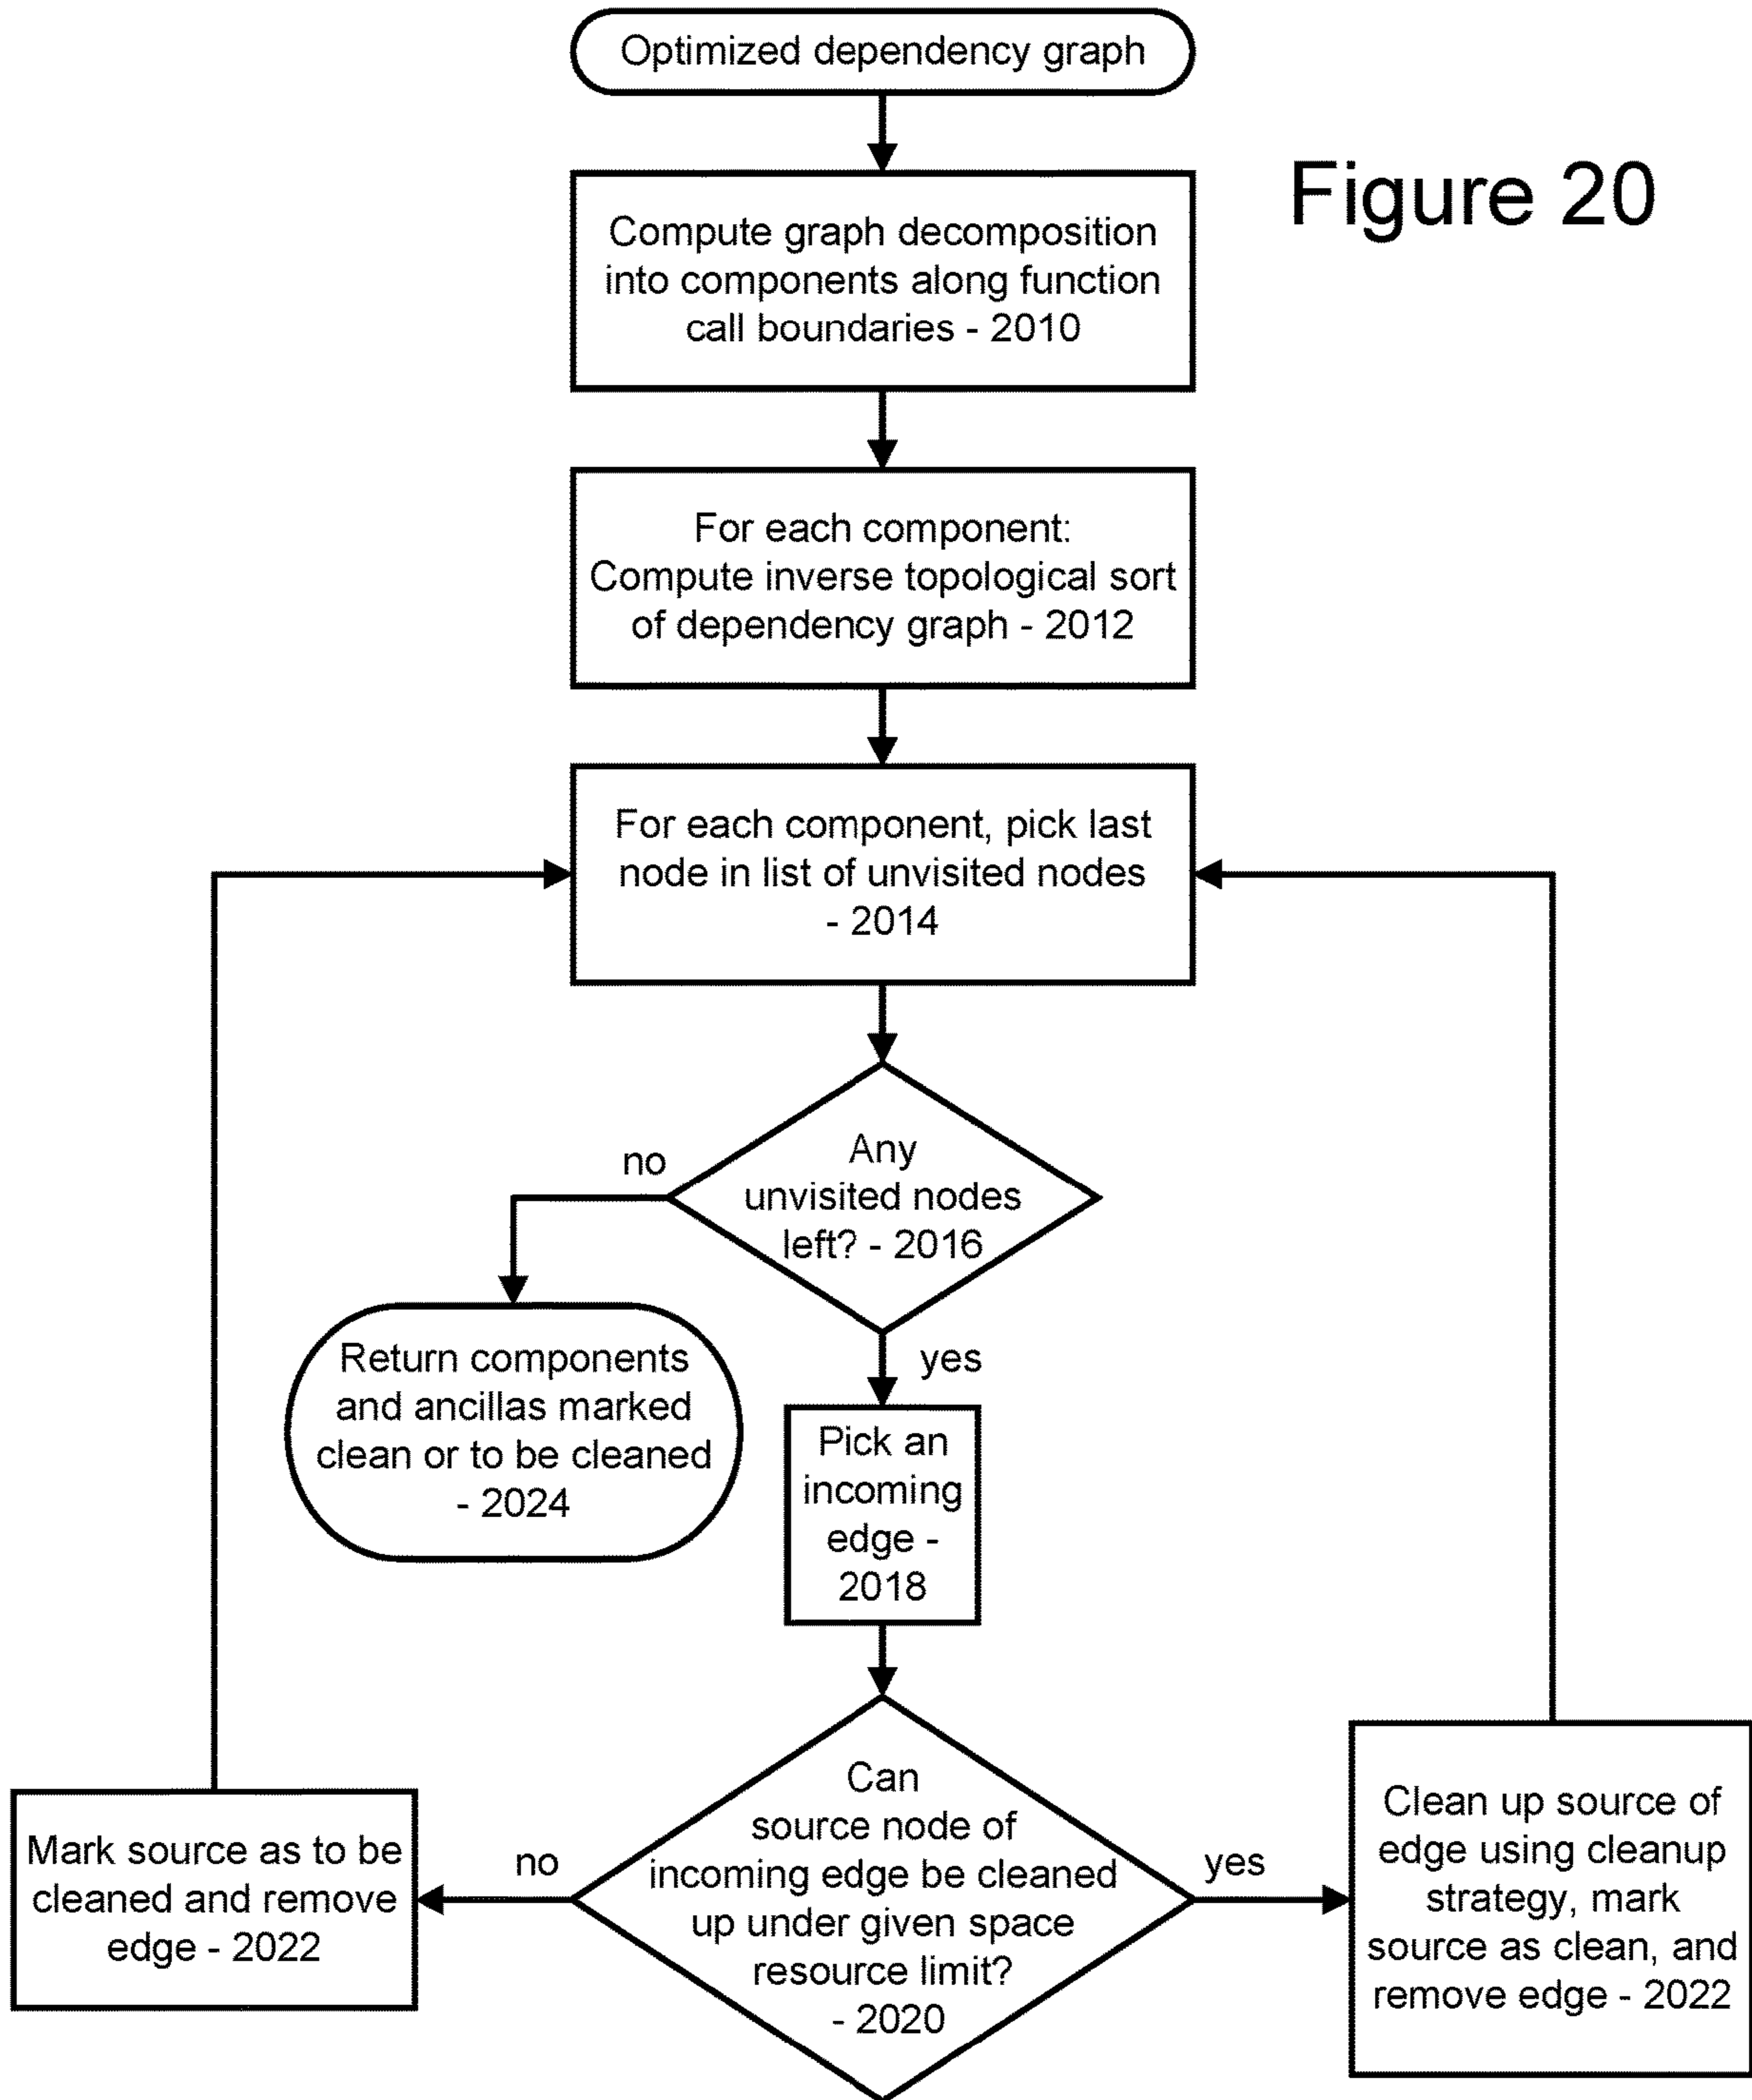 Optimized dependency graph
Figure 20
Compute graph decomposition
into components along function
call boundaries - 2010
For each component:
Compute inverse topological sort
of dependency graph - 2012
For each component, pick last
node in list of unvisited nodes
- 2014
no
Any
unvisited nodes
left? - 2016
Return components
and ancillas marked
clean or to be cleaned
- 2024
yes
Pick an
incoming
edge -
2018
Mark source as to be
cleaned and remove
edge - 2022
no
Can
source node of
incoming edge be cleaned
up under given space
resource limit?
- 2020
yes
Clean up source of
edge using cleanup
strategy, mark
source as clean, and
remove edge - 2022